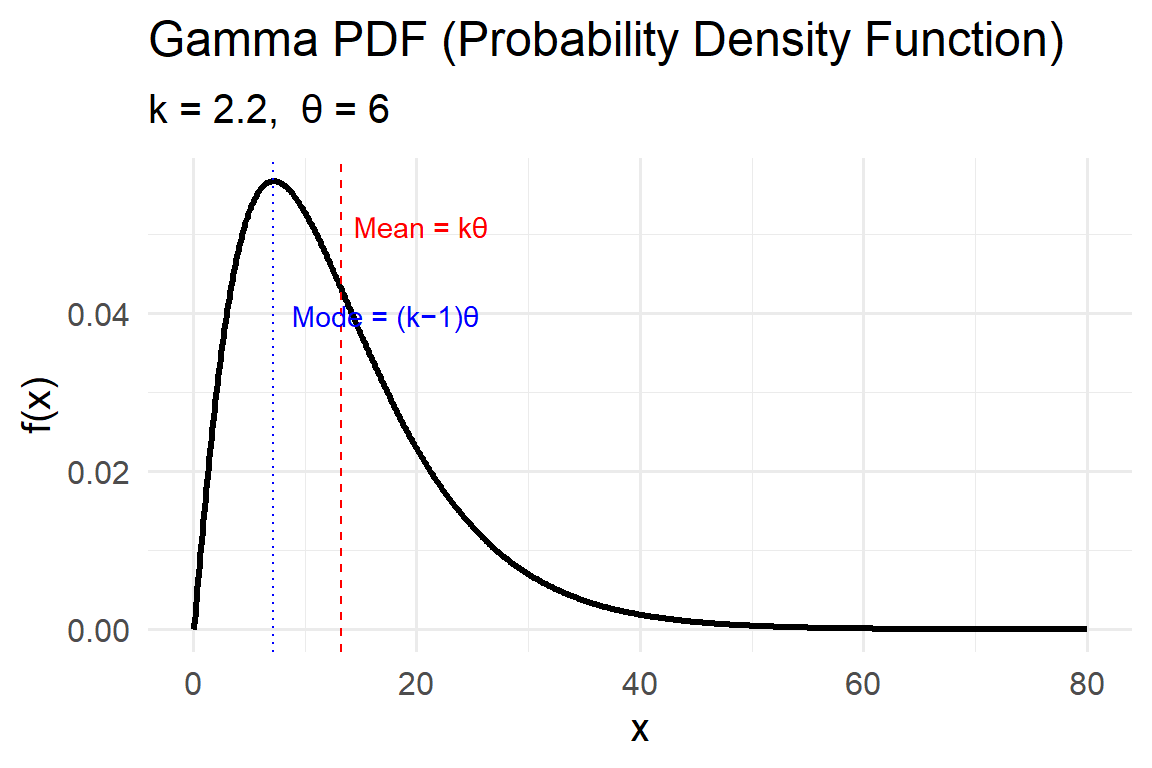 Gamma PDF (Probability Density Function)
k = 2.2,  θ = 6
Mean = kθ
Mode = (k−1)θ
f(x)
0.04
0.02
0.00
0 20 40 60 80
x